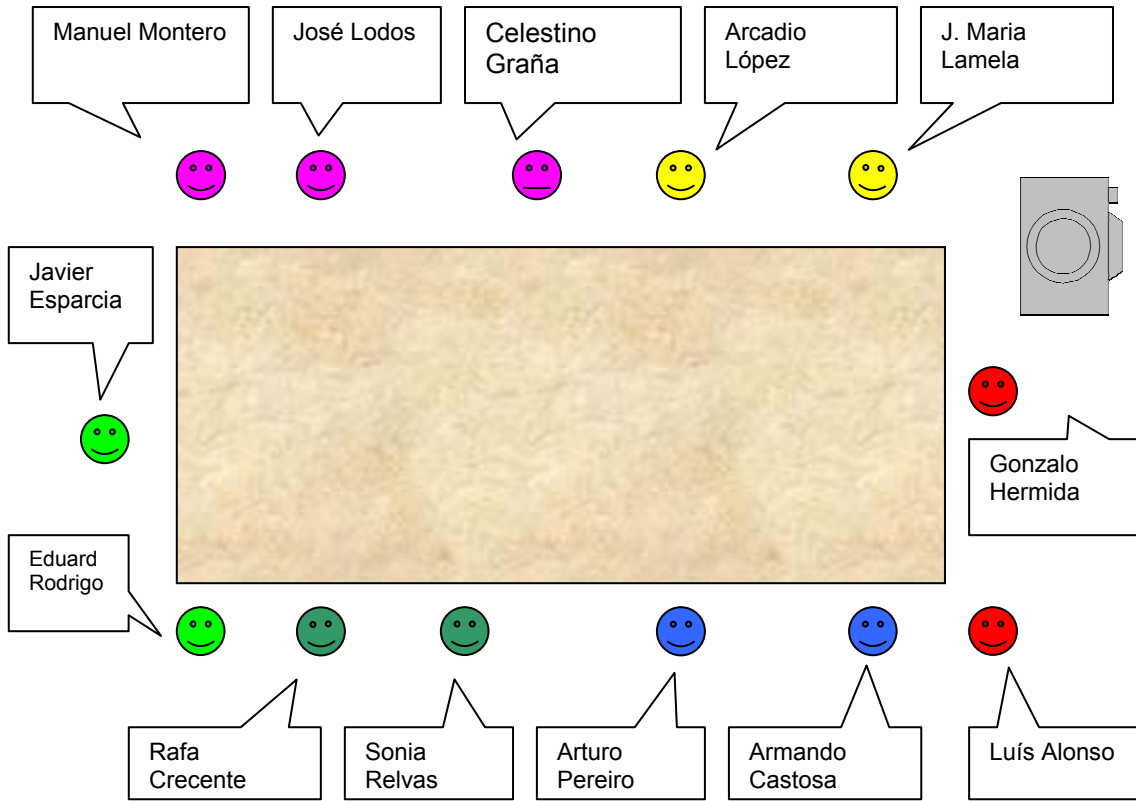 Manuel Montero
José Lodos
Celestino
Graña
Arcadio
López
J. Maria
Lamela
Javier
Esparcia
Gonzalo
Hermida
Eduard
Rodrigo
Rafa
Crecente
Sonia
Relvas
Arturo
Pereiro
Armando
Castosa
Luís Alonso